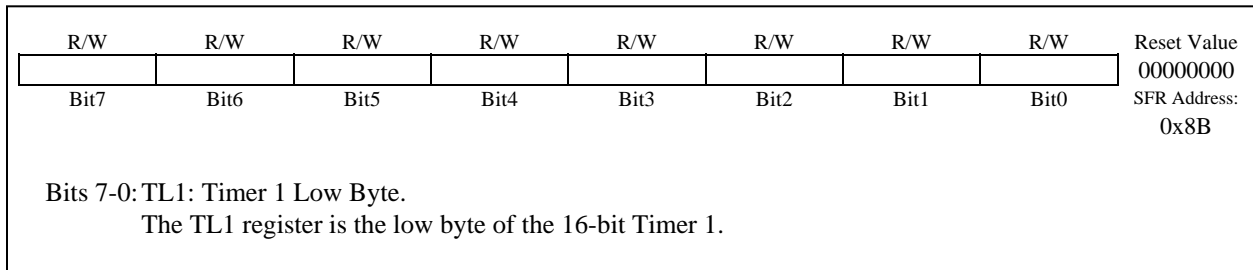 R/W R/W R/W R/W R/W R/W R/W R/W Reset Value
00000000
Bit7 Bit6 Bit5 Bit4 Bit3 Bit2 Bit1 Bit0 SFR Address:
0x8B
Bits 7-0: TL1: Timer 1 Low Byte.
The TL1 register is the low byte of the 16-bit Timer 1.